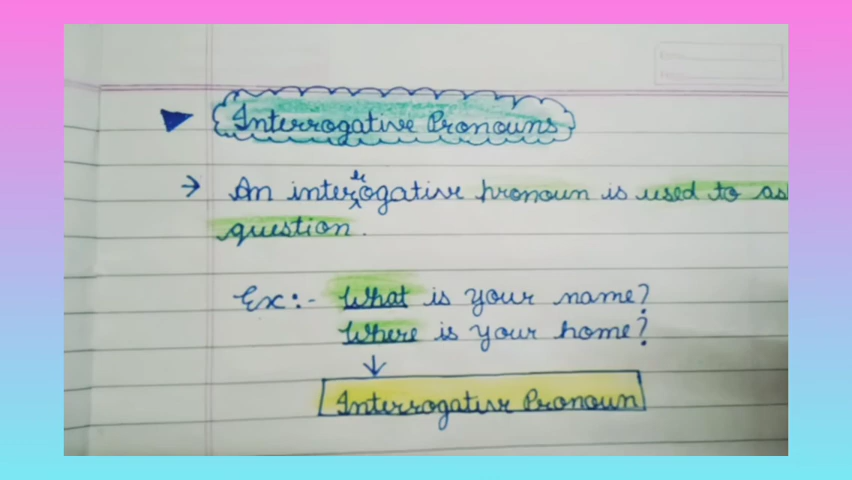 Interrogative Pronouns
→ An interrogative pronoun is used to as
question.
Ex:- What is your name?
Where is your home?
↓
Interrogative Pronoun